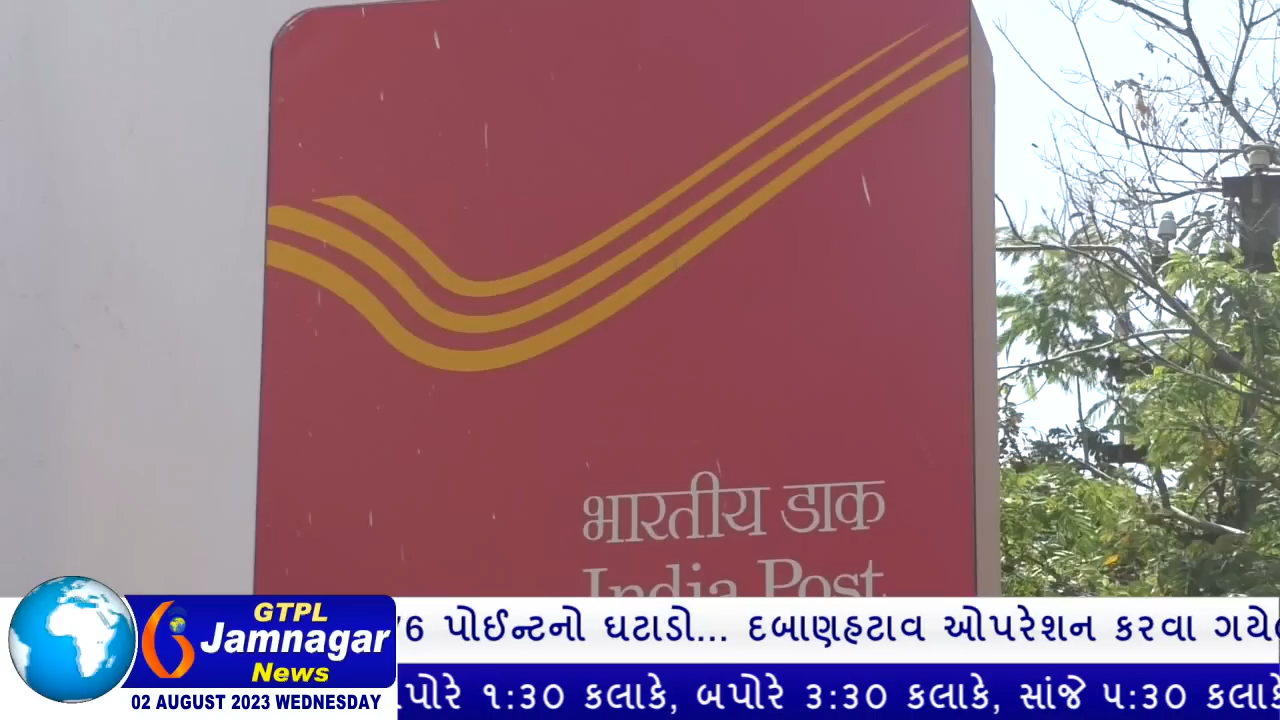 भारतीय डाक
India Post
GTPL
Jamnagar
News
02 AUGUST 2023 WEDNESDAY
પોઈન્ટનો ઘટાડો... દબાણહટાવ ઓપરેશન કરવા
૧:૩૦ કલાકે, બપોરે ૩:૩૦ કલાકે, સાંજે ૫:૩૦